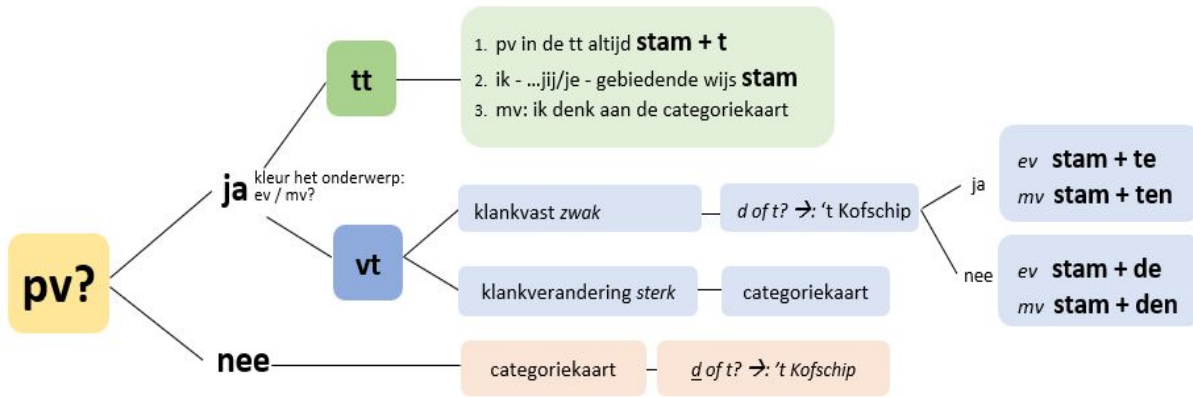 pv?
ja
kleur het onderwerp:
ev / mv?
tt
1. pv in de tt altijd stam + t
2. ik - ...jij/je - gebiedende wijs stam
3. mv: ik denk aan de categoriekaart
vt
klankvast zwak
d of t? →: ‘t Kofschip
ja
ev stam + te
mv stam + ten
nee
ev stam + de
mv stam + den
klankverandering sterk
categoriekaart
nee
categoriekaart
d of t? →: ’t Kofschip